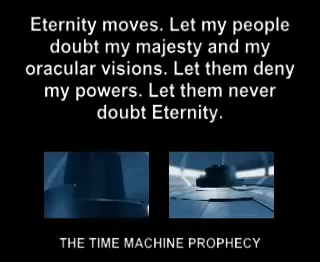 Eternity moves. Let my people
doubt my majesty and my
oracular visions. Let them deny
my powers. Let them never
doubt Eternity.
THE TIME MACHINE PROPHECY